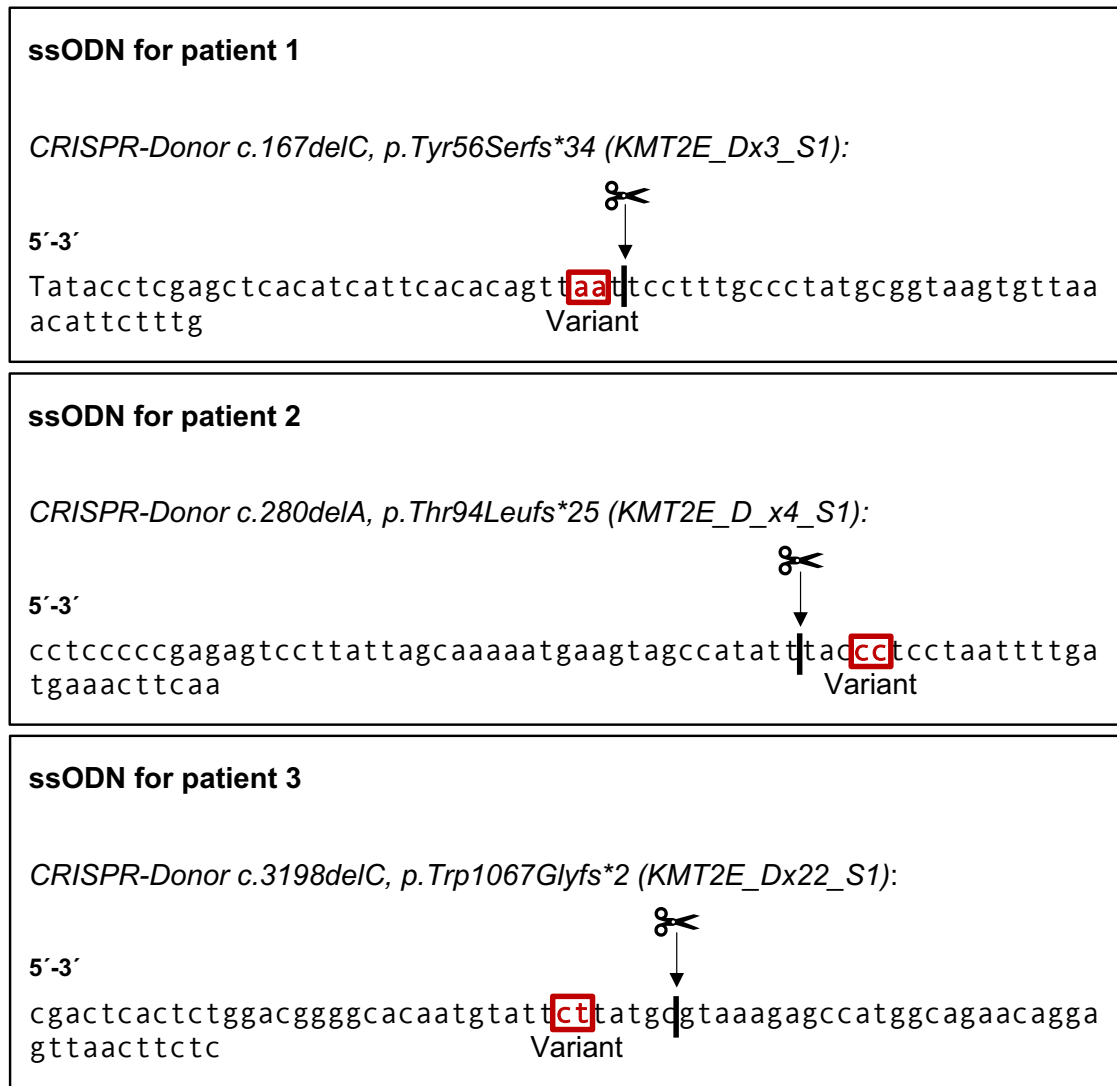 ssODN for patient 1
CRISPR-Donor c.167delC, p.Tyr56Serfs*34 (KMT2E_Dx3_S1):
5´-3´
Tatacctcgagctcacatcattcacacagttaattcctttgccctatgcggtaagtgttaa
acattctttg
Variant
ssODN for patient 2
CRISPR-Donor c.280delA, p.Thr94Leufs*25 (KMT2E_D_x4_S1):
5´-3´
cctcccccgagagtccttattagcaaaaatgaagtagccatatttaccctcctaattttga
tgaaacttcaa
Variant
ssODN for patient 3
CRISPR-Donor c.3198delC, p.Trp1067Glyfs*2 (KMT2E_Dx22_S1):
5´-3´
cgactcactctggacggggcacaatgtattcttatgcgtaaagagccatggcagaacagga
gttaacttctc
Variant